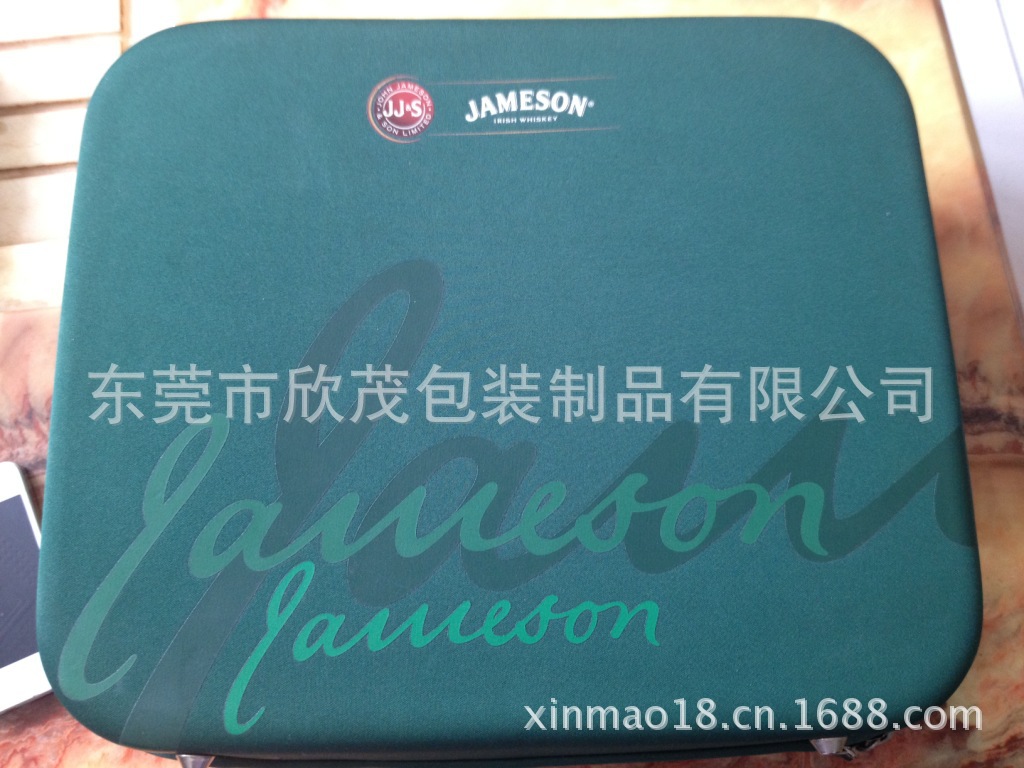 JOHN JAMESON
JJ&S
& SON LIMITED
JAMESON®
IRISH WHISKEY
东莞市欣茂包装制品有限公司
Jam
Jameson
Jameson
xinmao18.cn.1688.com